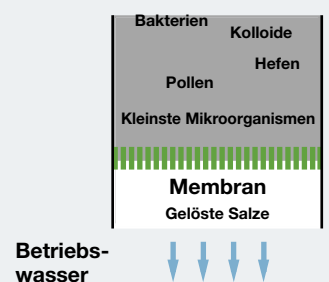 Bakterien
Kolloide
Hefen
Pollen
Kleinste Mikroorganismen
Membran
Gelöste Salze
Betriebs-
wasser